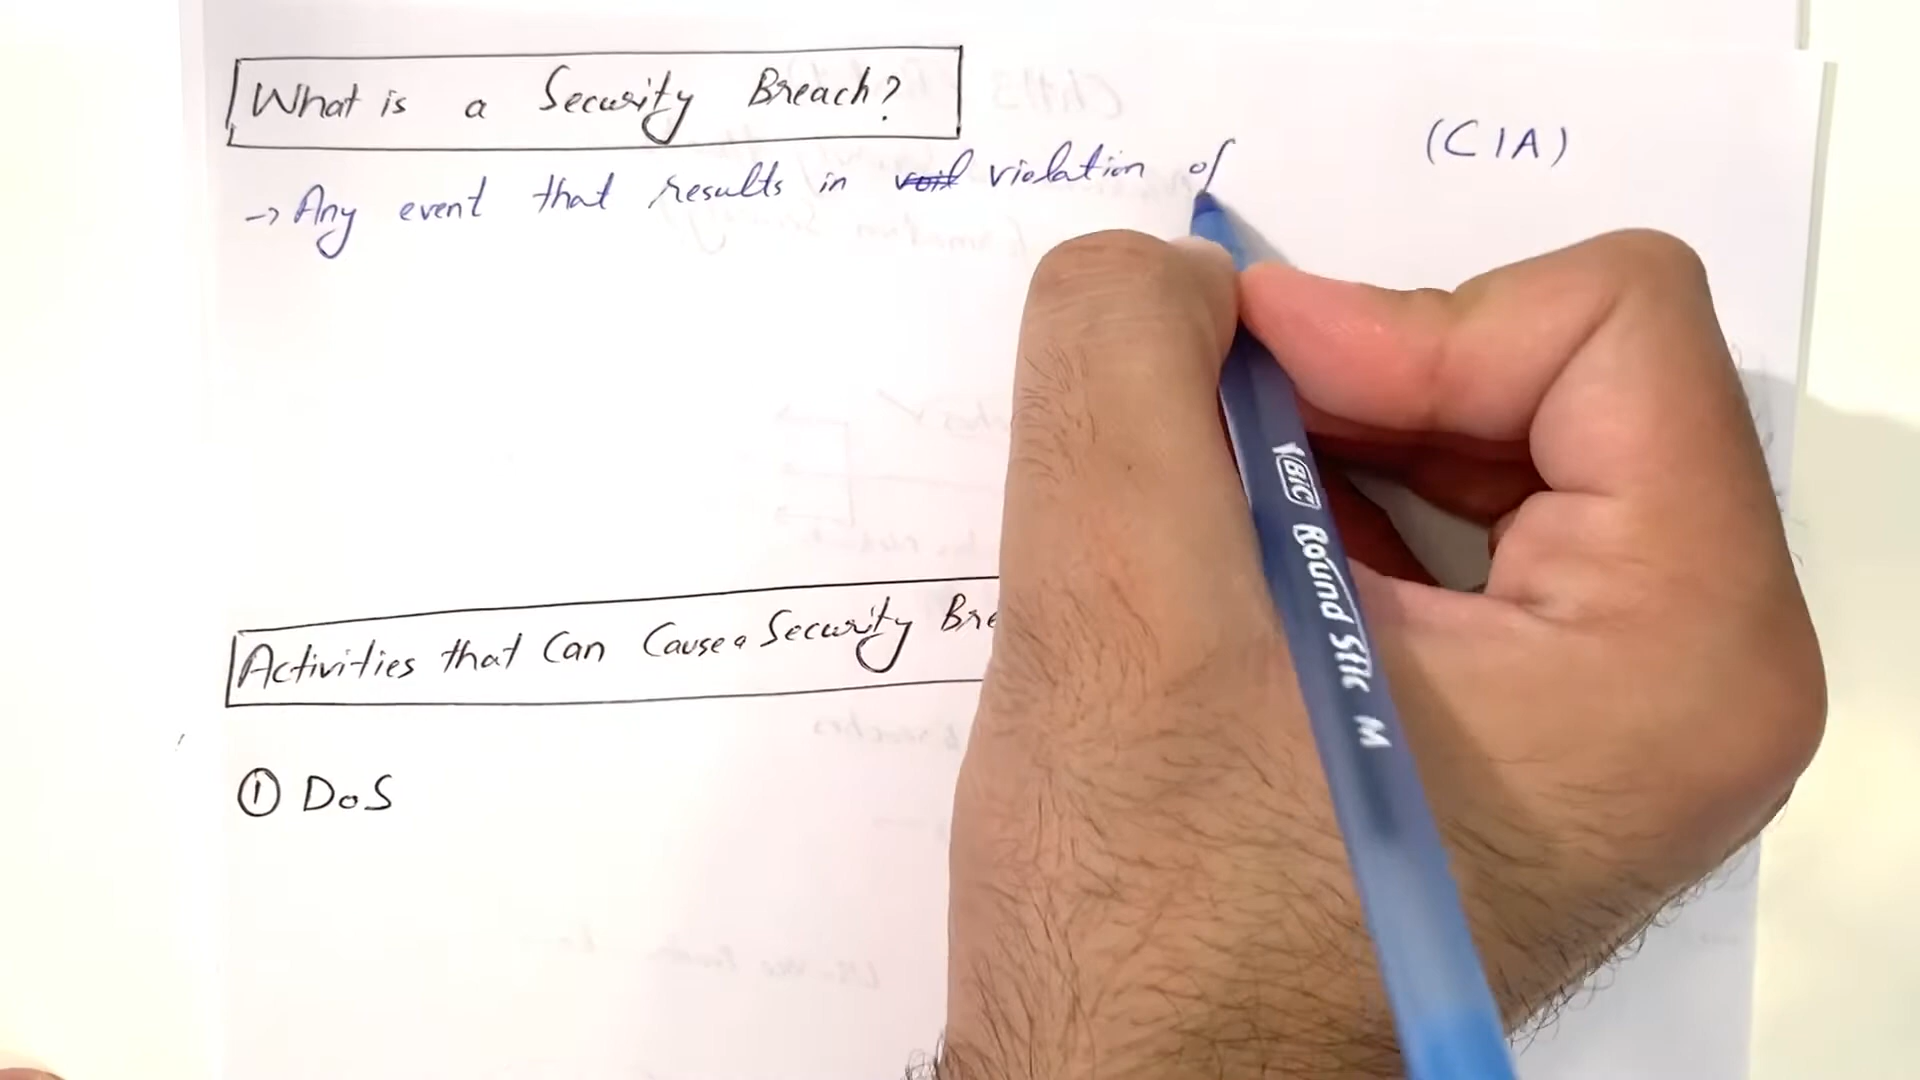 What is a Security Breach?
(CIA)
→ Any event that results in voil violation of
Activities that Can Cause a Security Bre
① DoS
BIC Round Stic M